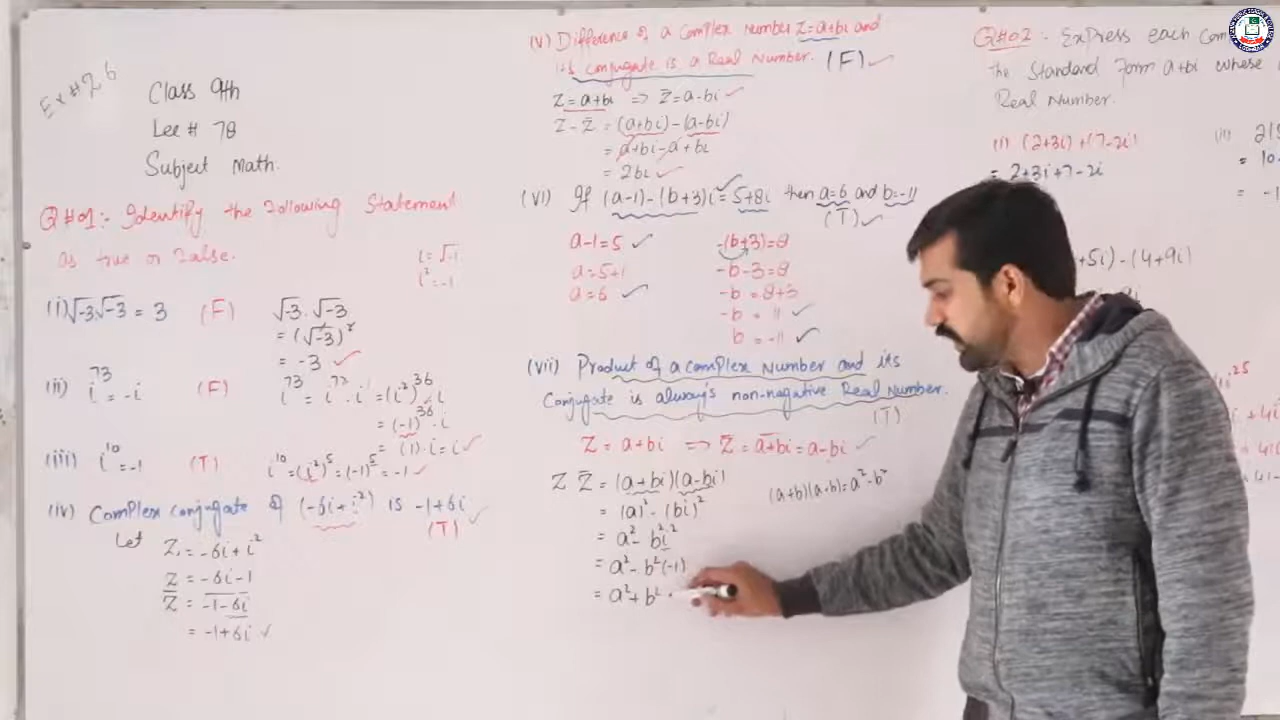 Ex # 2.6
Class 9th
Lec # 78
Subject Math.
Q#01:- Identify the Following Statement
as true or False.
i = √-1
i² = -1
(i) √-3 √-3 = 3 (F)
√-3 . √-3
= (√-3)²
= -3 ✓
(ii) i⁷³ = -i (F)
i⁷³ = i⁷² . i¹ = (i²)³⁶ . i
= (-1)³⁶ . i
= (1) . i = i ✓
(iii) i¹⁰ = -1 (T) i¹⁰ = (i²)⁵ = (-1)⁵ = -1 ✓
(iv) Complex conjugate of (-6i + i²) is -1+6i
(T) ✓
Let
Z = -6i + i²
Z = -6i - 1
Z̅ = -1-6i
= -1+6i ✓
(v) Difference of a Complex Number Z=a+bi and
its conjugate is a Real Number. (F) ✓
Z = a+bi => Z̅ = a-bi ✓
Z - Z̅ = (a+bi) - (a-bi)
= a+bi - a+bi
= 2bi ✓
(vi) If (a-1) - (b+3)i = 5+8i then a=6 and b=-11
(T) ✓
a-1=5 ✓
a=5+1
a=6 ✓
-(b+3)=8
-b-3=8
-b = 8+3
-b = 11 ✓
b = -11 ✓
(vii) Product of a Complex Number and its
Conjugate is always non-nagative Real Number.
(T)
Z = a+bi => Z̅ = a+bi = a-bi ✓
Z Z̅ = (a+bi)(a-bi)
(a+b)(a-b)=a²-b²
= (a)² - (bi)²
= a² - b²i²
= a² - b²(-1)
= a² + b²
Q#02. Express each Com
the Standard Form a+bi whose
Real Number.
(i) (2+3i)+(7-2i)
= 2+3i+7-2i
+5i) - (4+9i)